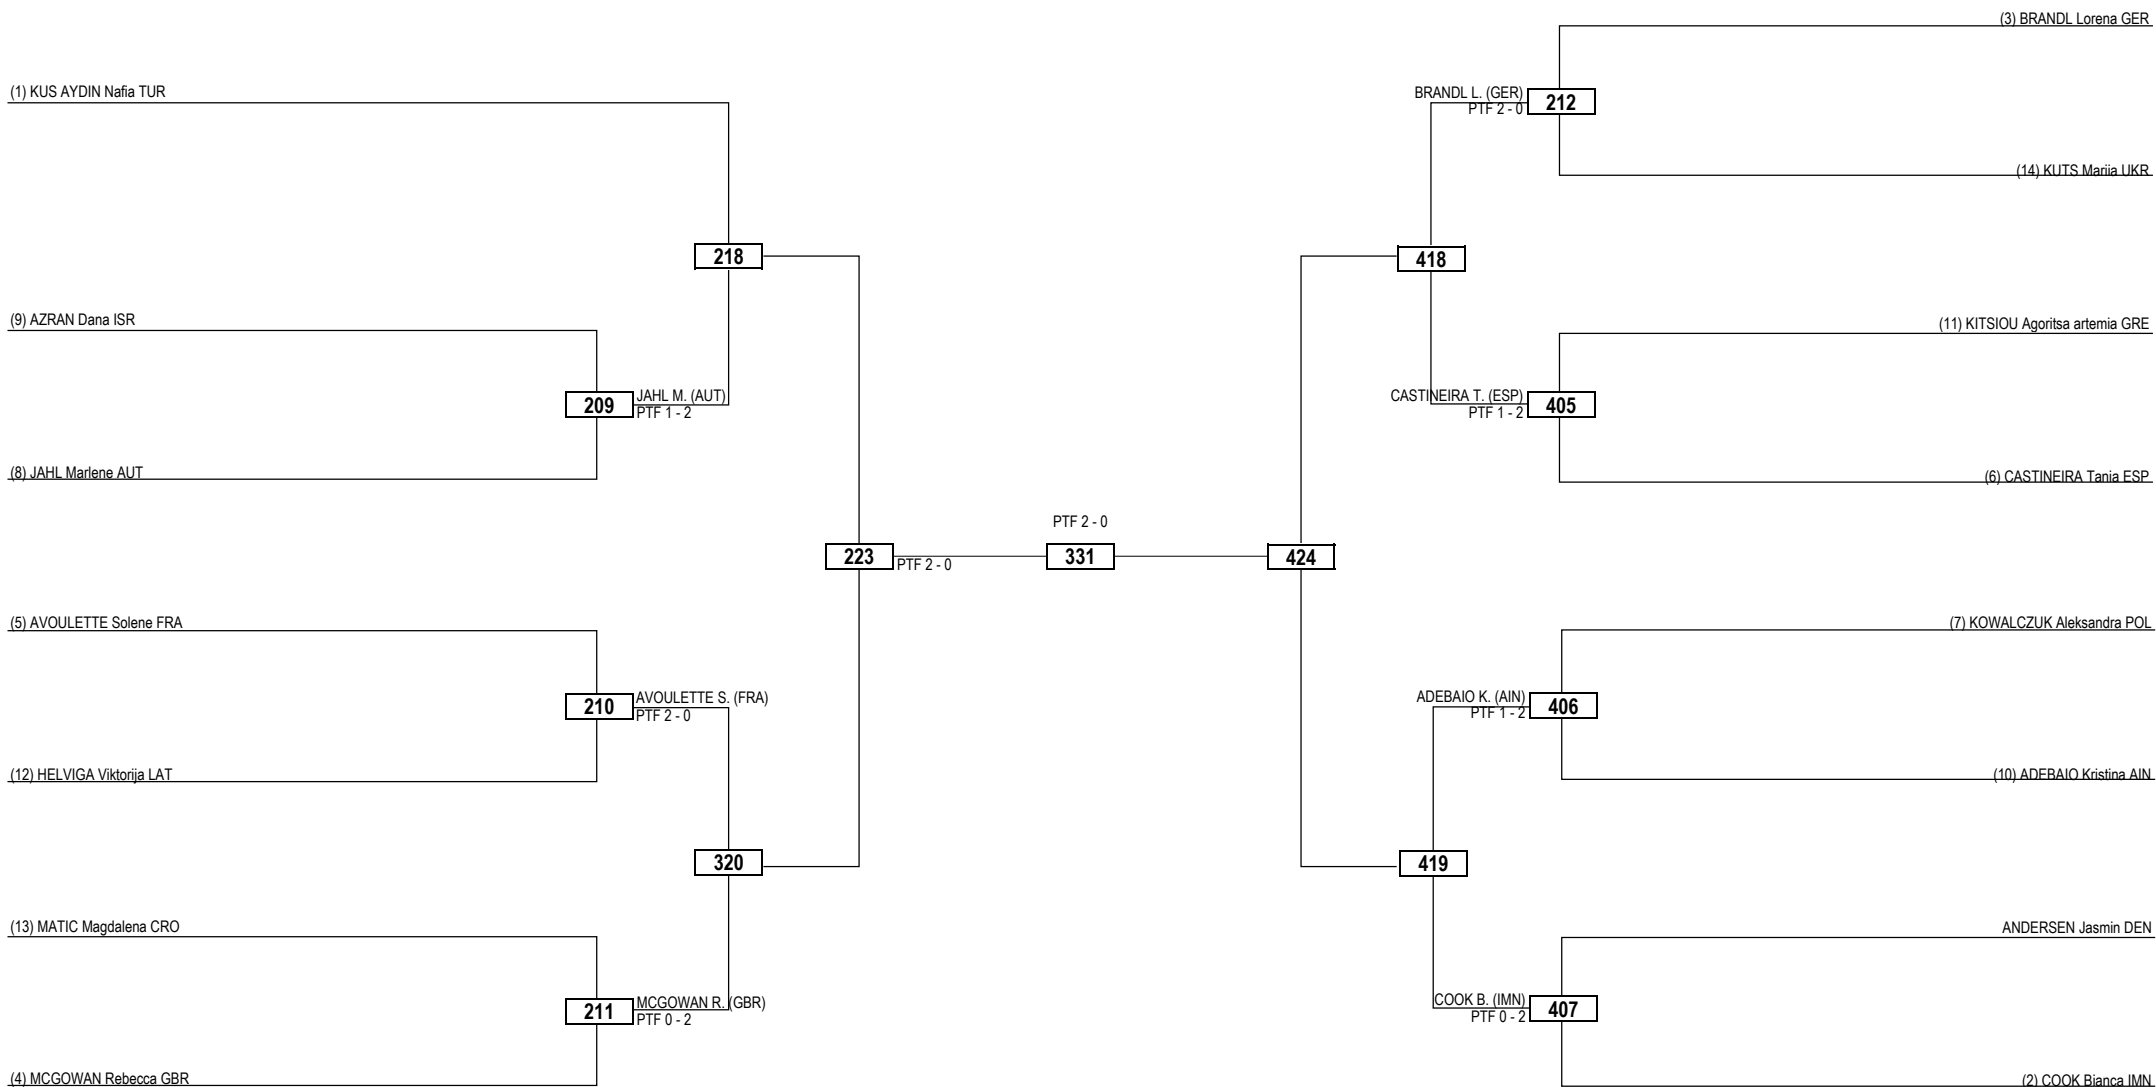 (3) BRANDL Lorena GER
(1) KUS AYDIN Nafia TUR
BRANDL L. (GER)
PTF 2 - 0
212
(14) KUTS Mariia UKR
218
418
(9) AZRAN Dana ISR
(11) KITSIOU Agoritsa artemia GRE
209
JAHL M. (AUT)
PTF 1 - 2
CASTINEIRA T. (ESP)
PTF 1 - 2
405
(8) JAHL Marlene AUT
(6) CASTINEIRA Tania ESP
PTF 2 - 0
223
PTF 2 - 0
331
424
(5) AVOULETTE Solene FRA
(7) KOWALCZUK Aleksandra POL
210
AVOULETTE S. (FRA)
PTF 2 - 0
ADEBAIO K. (AIN)
PTF 1 - 2
406
(12) HELVIGA Viktorija LAT
(10) ADEBAIO Kristina AIN
320
419
(13) MATIC Magdalena CRO
ANDERSEN Jasmin DEN
211
MCGOWAN R. (GBR)
PTF 0 - 2
COOK B. (IMN)
PTF 0 - 2
407
(4) MCGOWAN Rebecca GBR
(2) COOK Bianca IMN